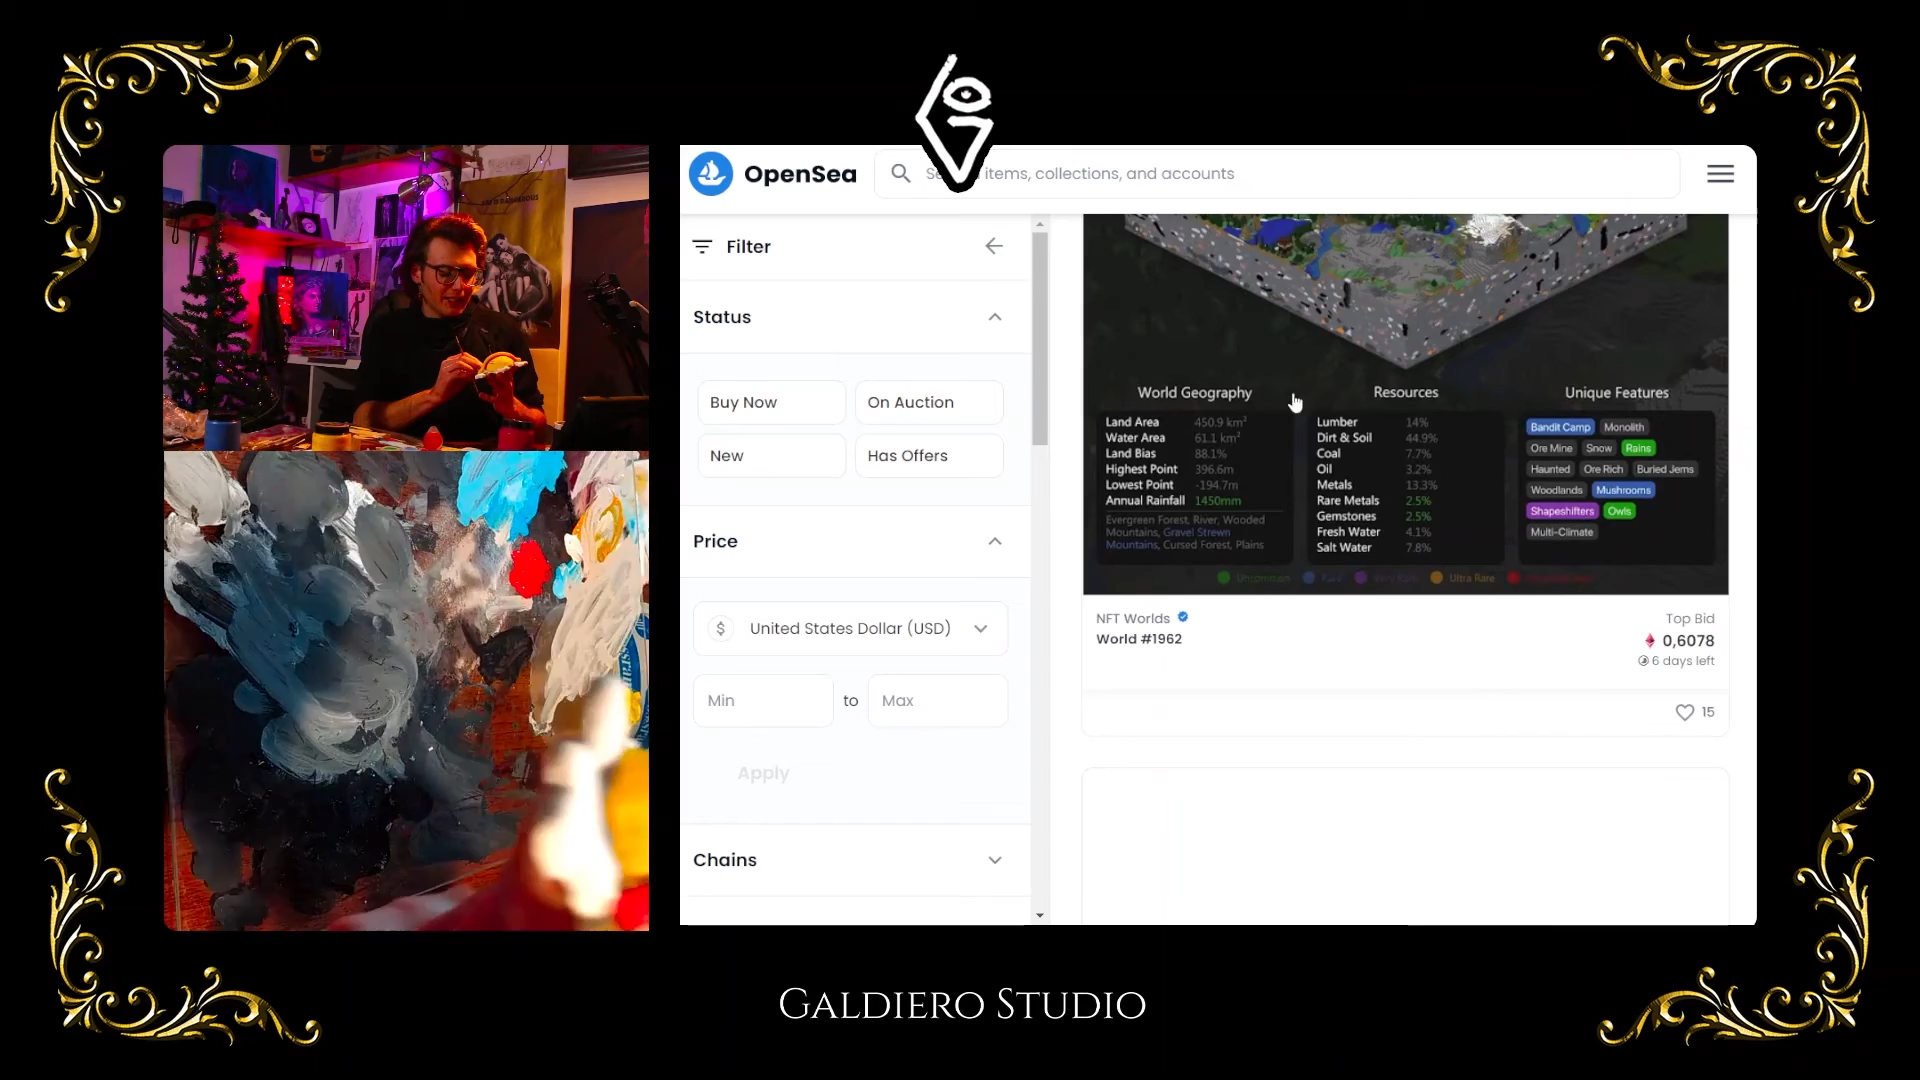 OpenSea
items, collections, and accounts
Filter
Status
Buy Now
On Auction
New
Has Offers
Price
$
United States Dollar (USD)
Min
to
Max
Apply
Chains
World Geography
Land Area 450.9 km²
Water Area 61.1 km²
Land Bias 88.1%
Highest Point 396.6m
Lowest Point -194.7m
Annual Rainfall 1450mm
Evergreen Forest, River, Wooded
Mountains, Gravel Strewn
Mountains, Cursed Forest, Plains
Resources
Lumber 14%
Dirt & Soil 44.9%
Coal 7.7%
Oil 3.2%
Metals 13.3%
Rare Metals 2.5%
Gemstones 2.5%
Fresh Water 4.1%
Salt Water 7.8%
Unique Features
Bandit Camp Monolith
Ore Mine Snow Rains
Haunted Ore Rich Buried Jems
Woodlands Mushrooms
Shapeshifters Owls
Multi-Climate
Uncommon Rare Very Rare Ultra Rare
NFT Worlds
World #1962
Top Bid
0,6078
6 days left
15
GALDIERO STUDIO